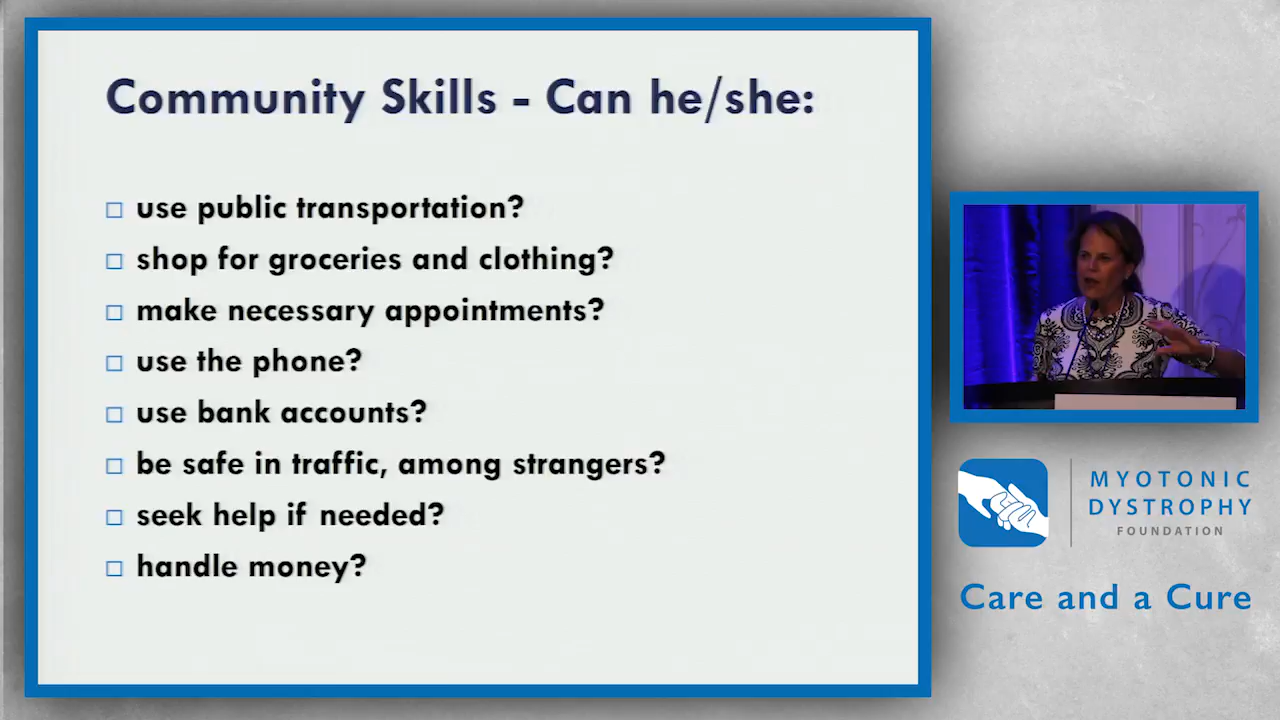 Community Skills - Can he/she:
use public transportation?
shop for groceries and clothing?
make necessary appointments?
use the phone?
use bank accounts?
be safe in traffic, among strangers?
seek help if needed?
handle money?
MYOTONIC
DYSTROPHY
FOUNDATION
Care and a Cure